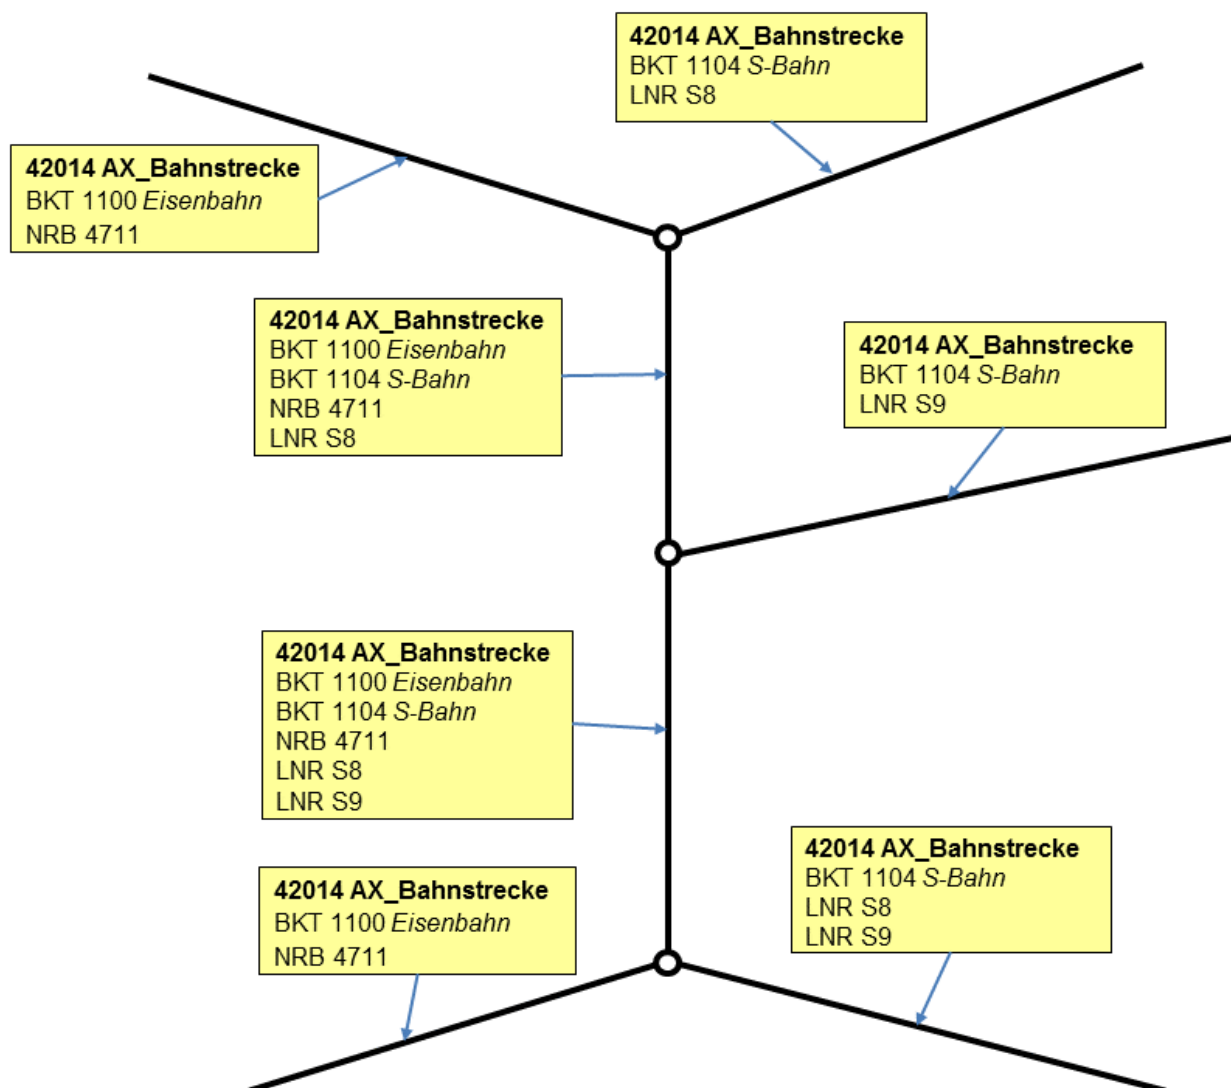 42014 AX_Bahnstrecke
BKT 1104 S-Bahn
LNR S8
42014 AX_Bahnstrecke
BKT 1100 Eisenbahn
NRB 4711
42014 AX_Bahnstrecke
BKT 1100 Eisenbahn
BKT 1104 S-Bahn
NRB 4711
LNR S8
42014 AX_Bahnstrecke
BKT 1104 S-Bahn
LNR S9
42014 AX_Bahnstrecke
BKT 1100 Eisenbahn
BKT 1104 S-Bahn
NRB 4711
LNR S8
LNR S9
42014 AX_Bahnstrecke
BKT 1104 S-Bahn
LNR S8
LNR S9
42014 AX_Bahnstrecke
BKT 1100 Eisenbahn
NRB 4711